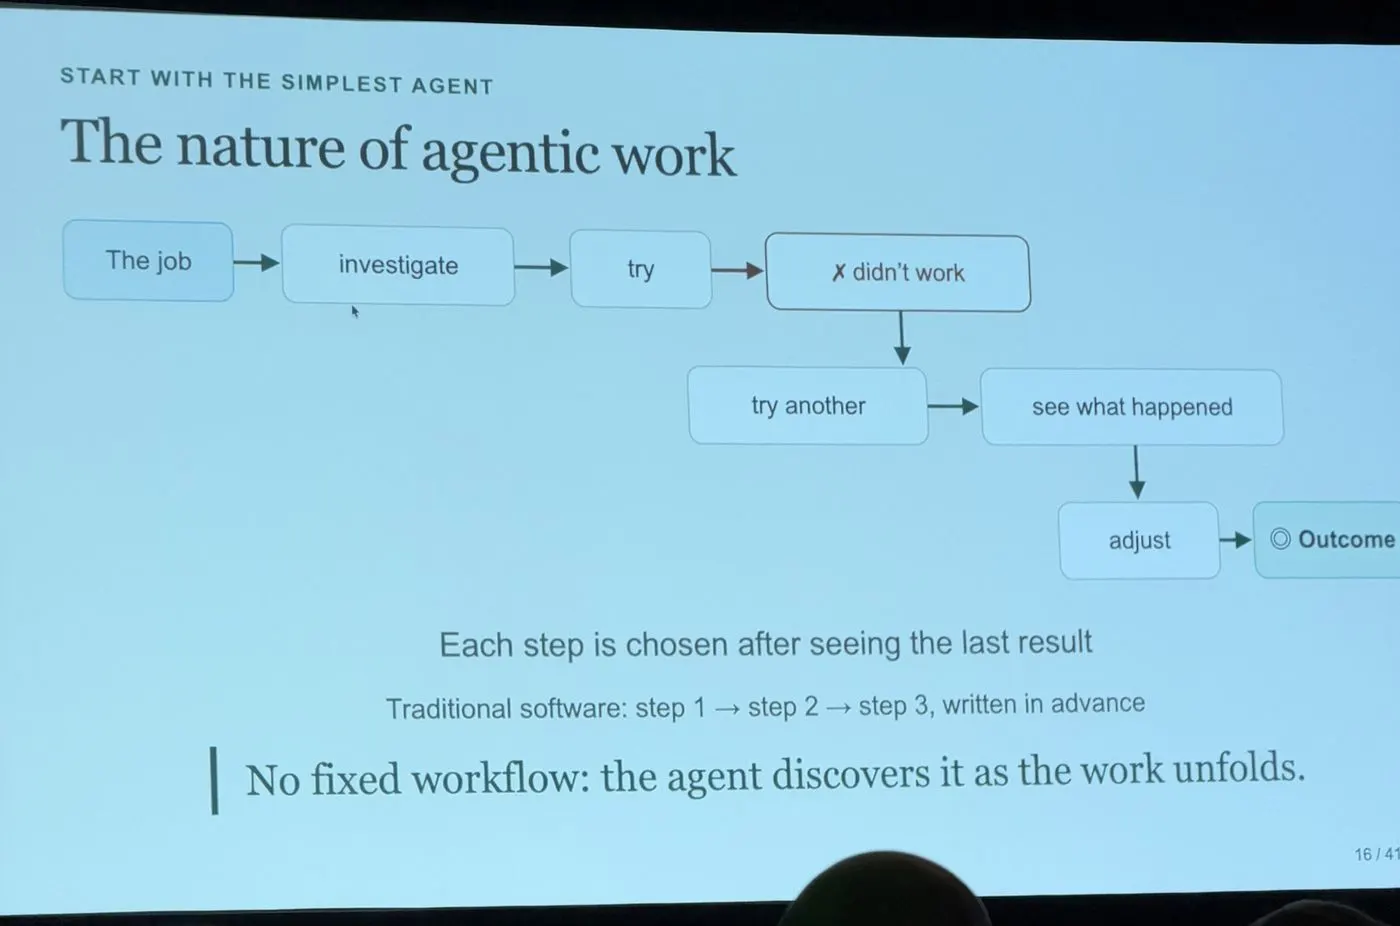 START WITH THE SIMPLEST AGENT
The nature of agentic work
The job
investigate
try
✗ didn't work
try another
see what happened
adjust
◎ Outcome
Each step is chosen after seeing the last result
Traditional software: step 1 → step 2 → step 3, written in advance
No fixed workflow: the agent discovers it as the work unfolds.
16 / 41